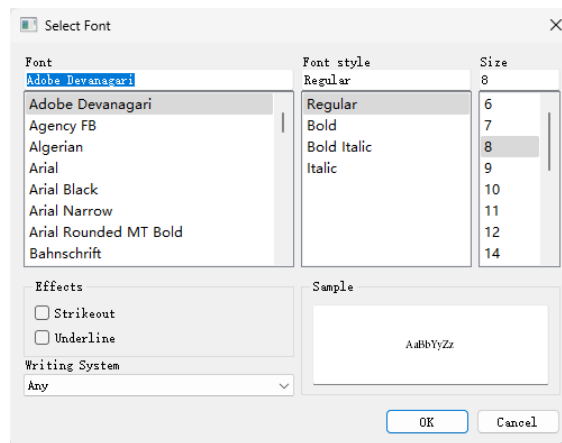 Select Font
Font
Adobe Devanagari
Adobe Devanagari
Agency FB
Algerian
Arial
Arial Black
Arial Narrow
Arial Rounded MT Bold
Bahnschrift
Font style
Regular
Regular
Bold
Bold Italic
Italic
Size
8
6
7
8
9
10
11
12
14
Effects
Strikeout
Underline
Writing System
Any
Sample
AaBbYyZz
OK
Cancel